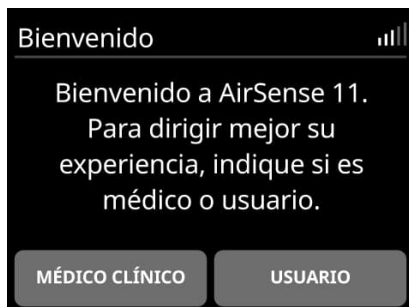 Bienvenido
Bienvenido a AirSense 11.
Para dirigir mejor su
experiencia, indique si es
médico o usuario.
MÉDICO CLÍNICO
USUARIO